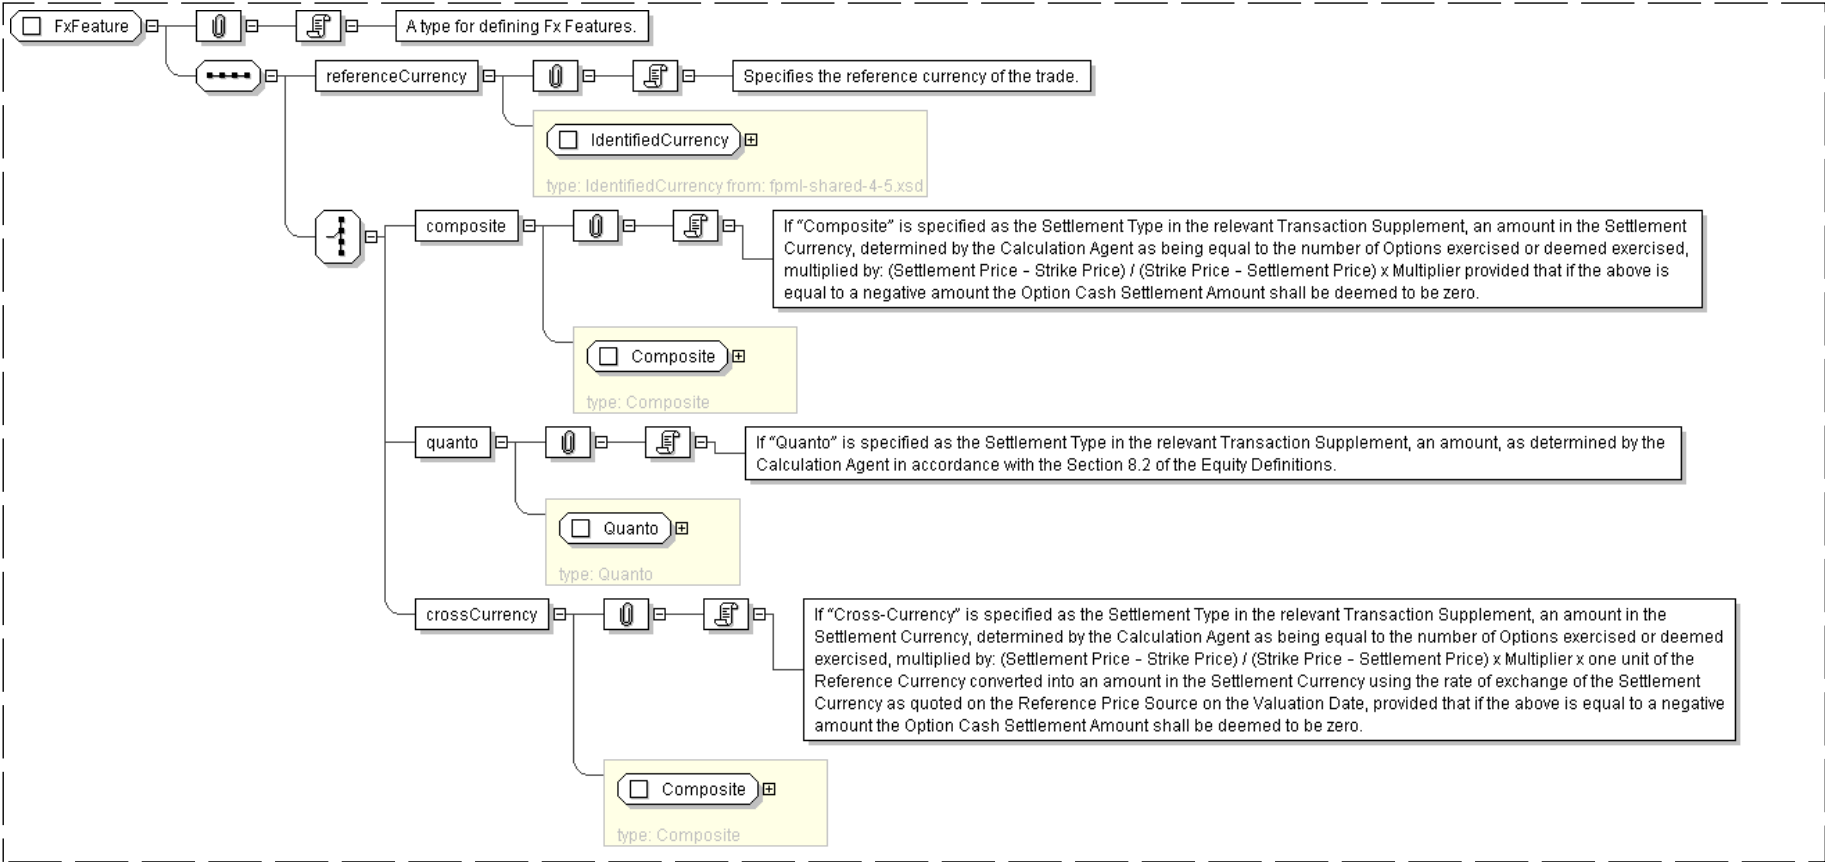 FxFeature
A type for defining Fx Features.
referenceCurrency
Specifies the reference currency of the trade.
IdentifiedCurrency
type: IdentifiedCurrency from: fpml-shared-4-5.xsd
composite
If “Composite” is specified as the Settlement Type in the relevant Transaction Supplement, an amount in the Settlement
Currency, determined by the Calculation Agent as being equal to the number of Options exercised or deemed exercised,
multiplied by: (Settlement Price – Strike Price) / (Strike Price – Settlement Price) x Multiplier provided that if the above is
equal to a negative amount the Option Cash Settlement Amount shall be deemed to be zero.
Composite
type: Composite
quanto
If “Quanto” is specified as the Settlement Type in the relevant Transaction Supplement, an amount, as determined by the
Calculation Agent in accordance with the Section 8.2 of the Equity Definitions.
Quanto
type: Quanto
crossCurrency
If “Cross-Currency” is specified as the Settlement Type in the relevant Transaction Supplement, an amount in the
Settlement Currency, determined by the Calculation Agent as being equal to the number of Options exercised or deemed
exercised, multiplied by: (Settlement Price – Strike Price) / (Strike Price – Settlement Price) x Multiplier x one unit of the
Reference Currency converted into an amount in the Settlement Currency using the rate of exchange of the Settlement
Currency as quoted on the Reference Price Source on the Valuation Date, provided that if the above is equal to a negative
amount the Option Cash Settlement Amount shall be deemed to be zero.
Composite
type: Composite